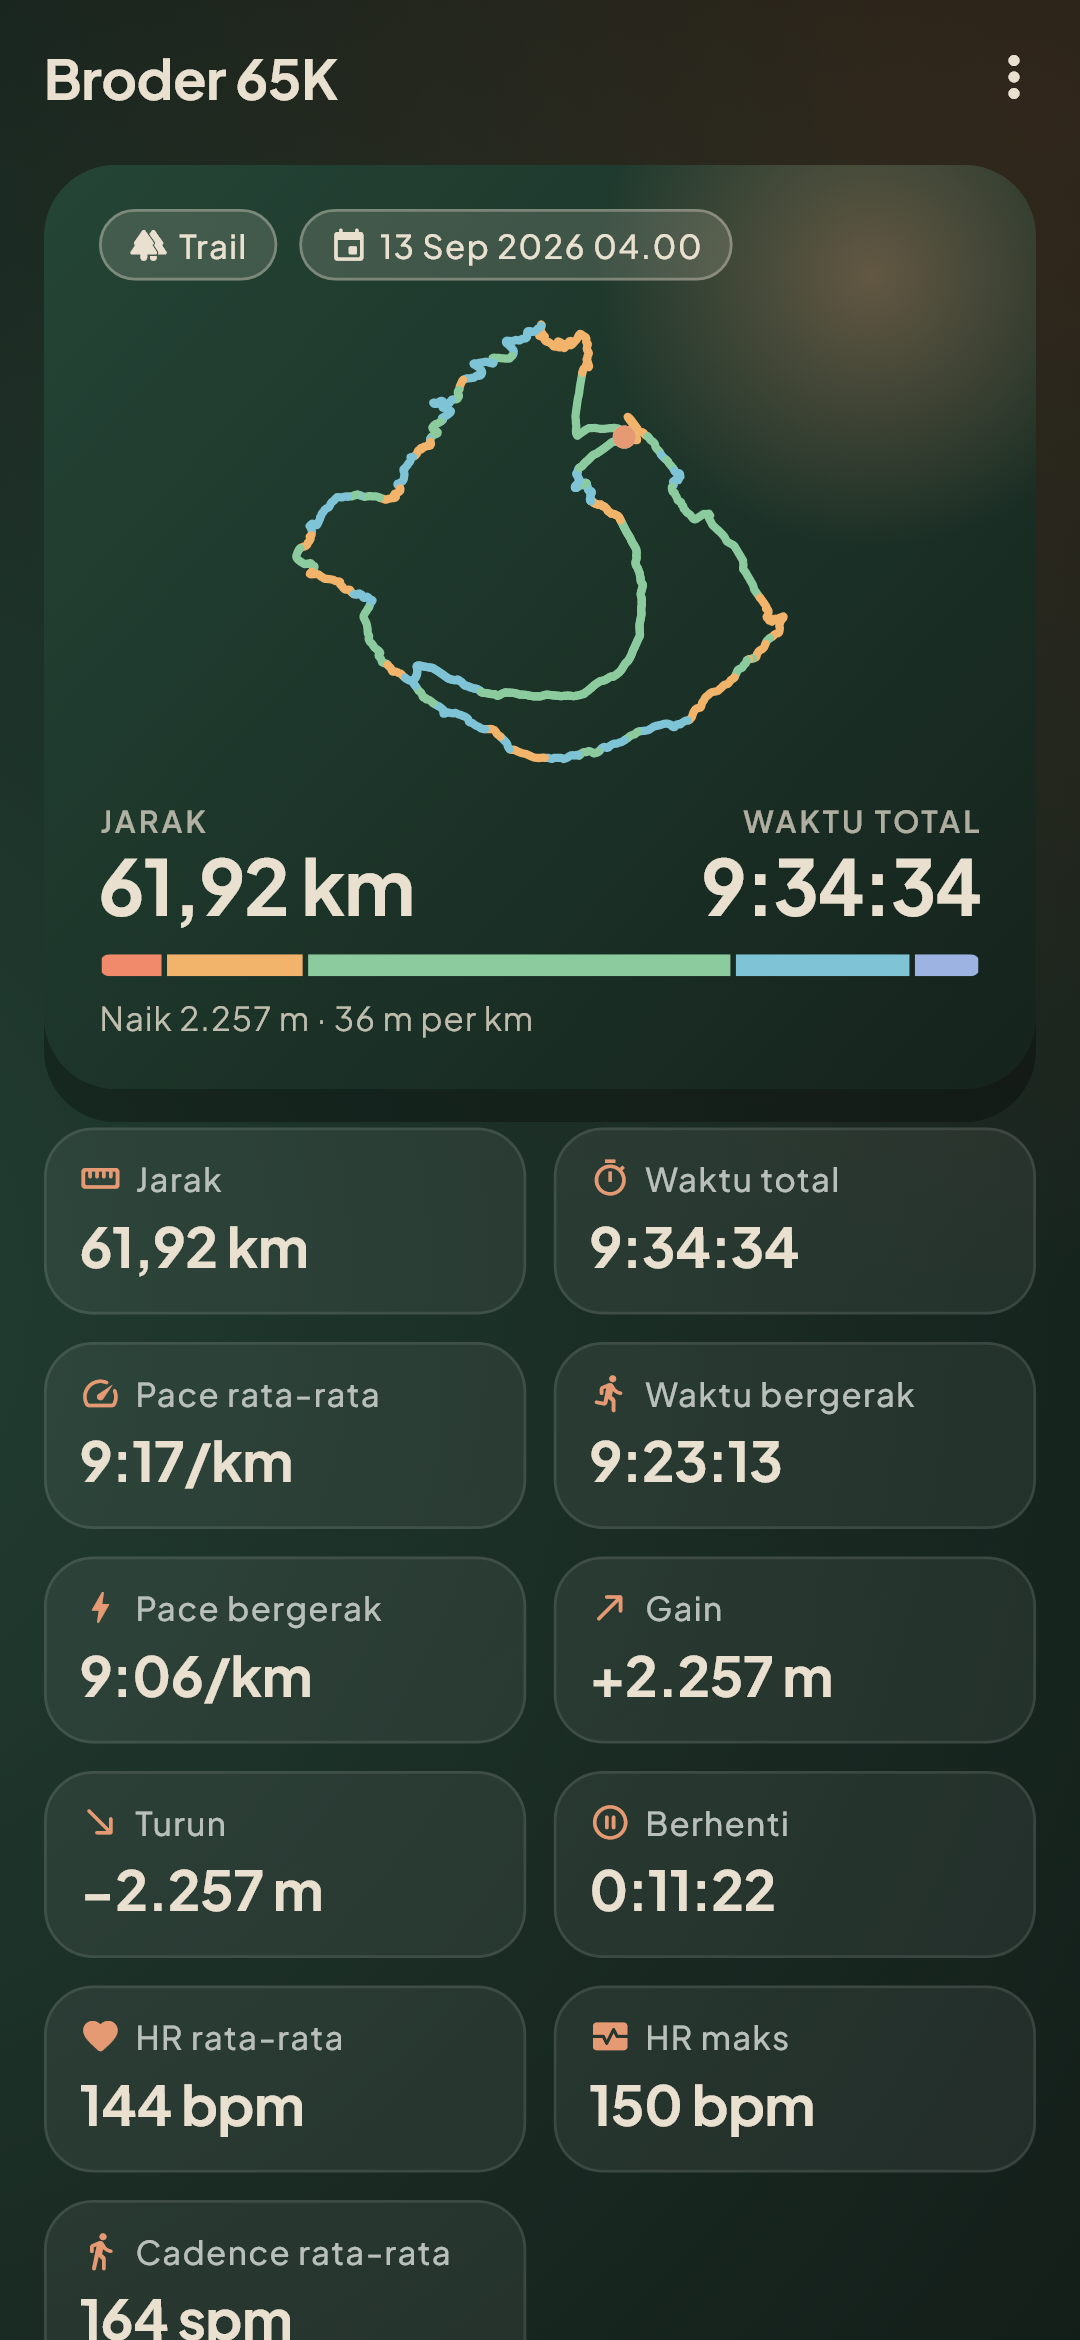 Broder 65K
Trail
13 Sep 2026 04.00
JARAK
WAKTU TOTAL
61,92 km
9:34:34
Naik 2.257 m · 36 m per km
Jarak
61,92 km
Waktu total
9:34:34
Pace rata-rata
9:17/km
Waktu bergerak
9:23:13
Pace bergerak
9:06/km
Gain
+2.257 m
Turun
−2.257 m
Berhenti
0:11:22
HR rata-rata
144 bpm
HR maks
150 bpm
Cadence rata-rata
164 spm